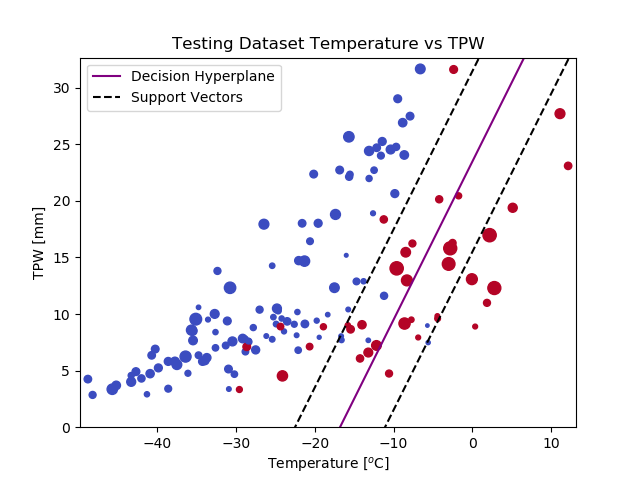 Testing Dataset Temperature vs TPW
Decision Hyperplane
Support Vectors
TPW [mm]
30
25
20
15
10
5
0
−40 −30 −20 −10 0 10
Temperature [°C]